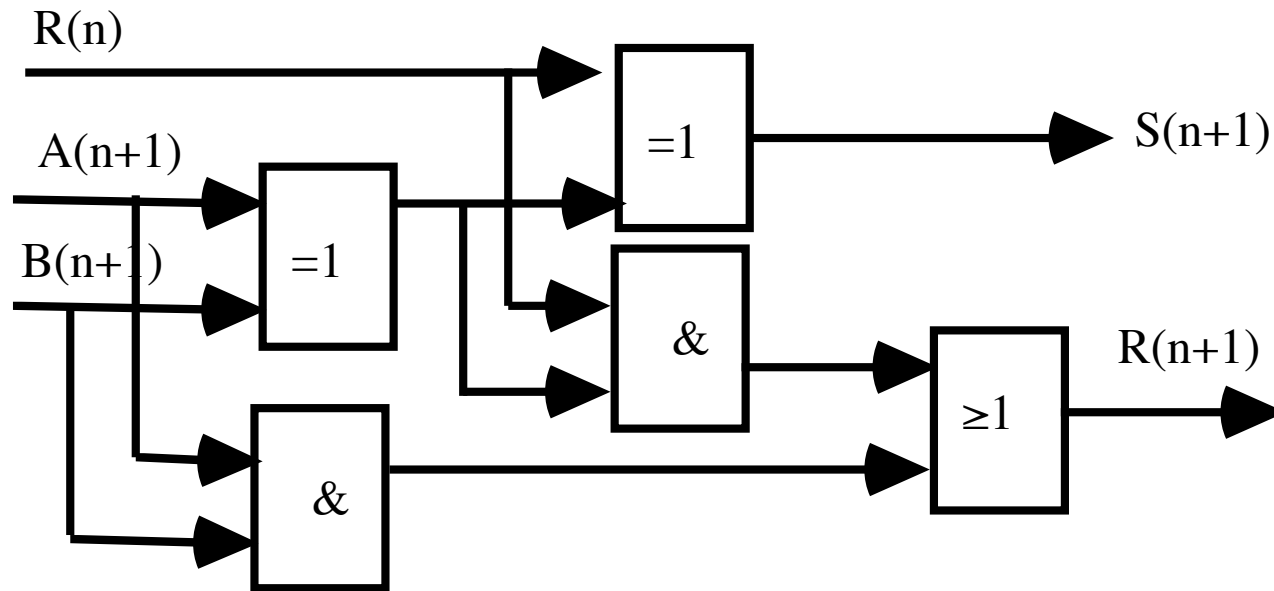 R(n)
A(n+1)
B(n+1)
=1
=1
&
&
≥1
S(n+1)
R(n+1)